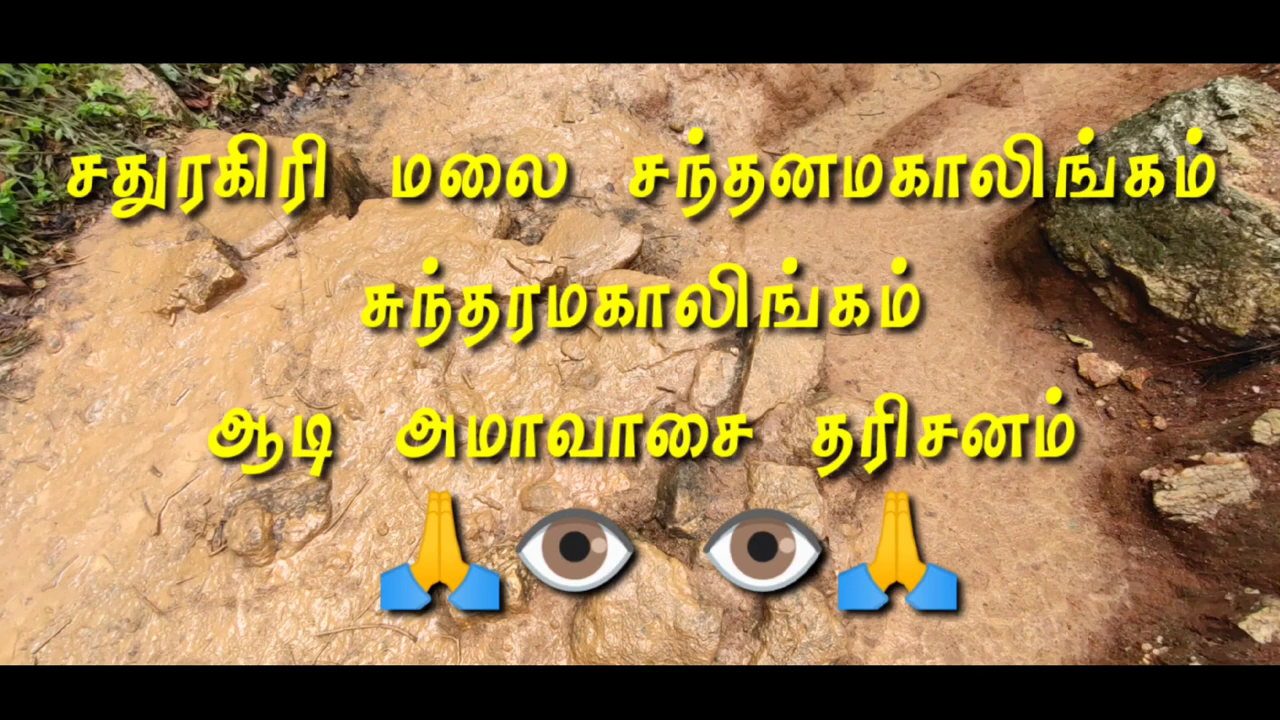 சதுரகிரி மலை சந்தனமகாலிங்கம்
சுந்தரமகாலிங்கம்
ஆடி அமாவாசை தரிசனம்
🙏👁️ 👁️🙏